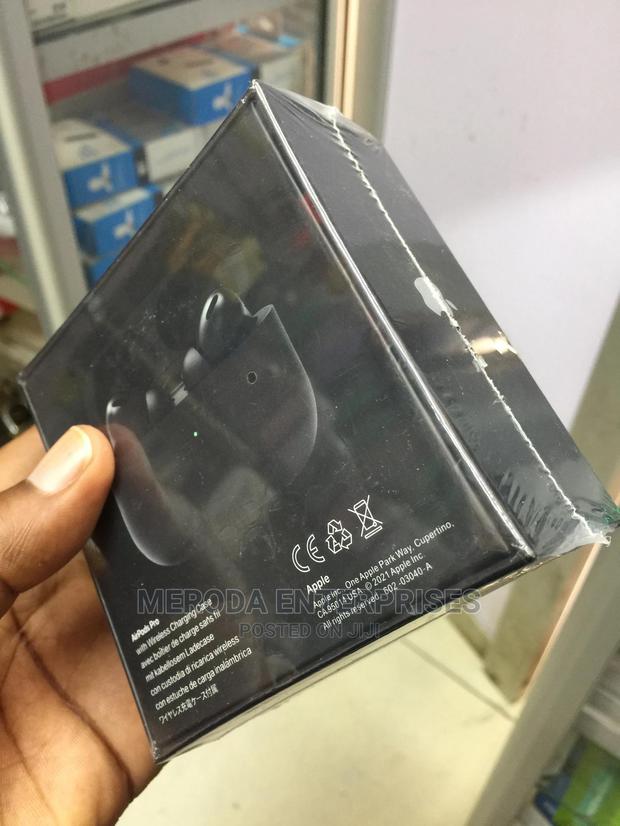 Apple
Apple Inc., One Apple Park Way, Cupertino,
CA 95014 USA © 2021 Apple Inc.
All rights reserved. 602-03040-A
AirPods Pro
with Wireless Charging Case
avec boîtier de charge sans fil
mit kabellosem Ladecase
con custodia di ricarica wireless
con estuche de carga inalámbrica
ワイヤレス充電ケース付属
MERODA ENTERPRISES
POSTED ON JIJI